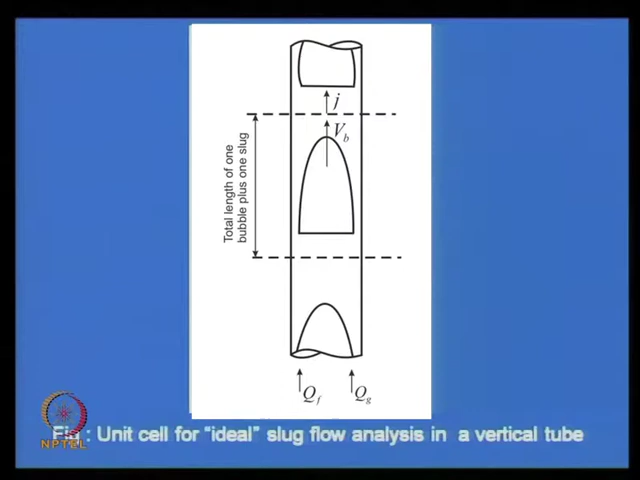 j
V_b
Total length of one
bubble plus one slug
Q_f
Q_g
NPTEL
Fig : Unit cell for "ideal" slug flow analysis in a vertical tube